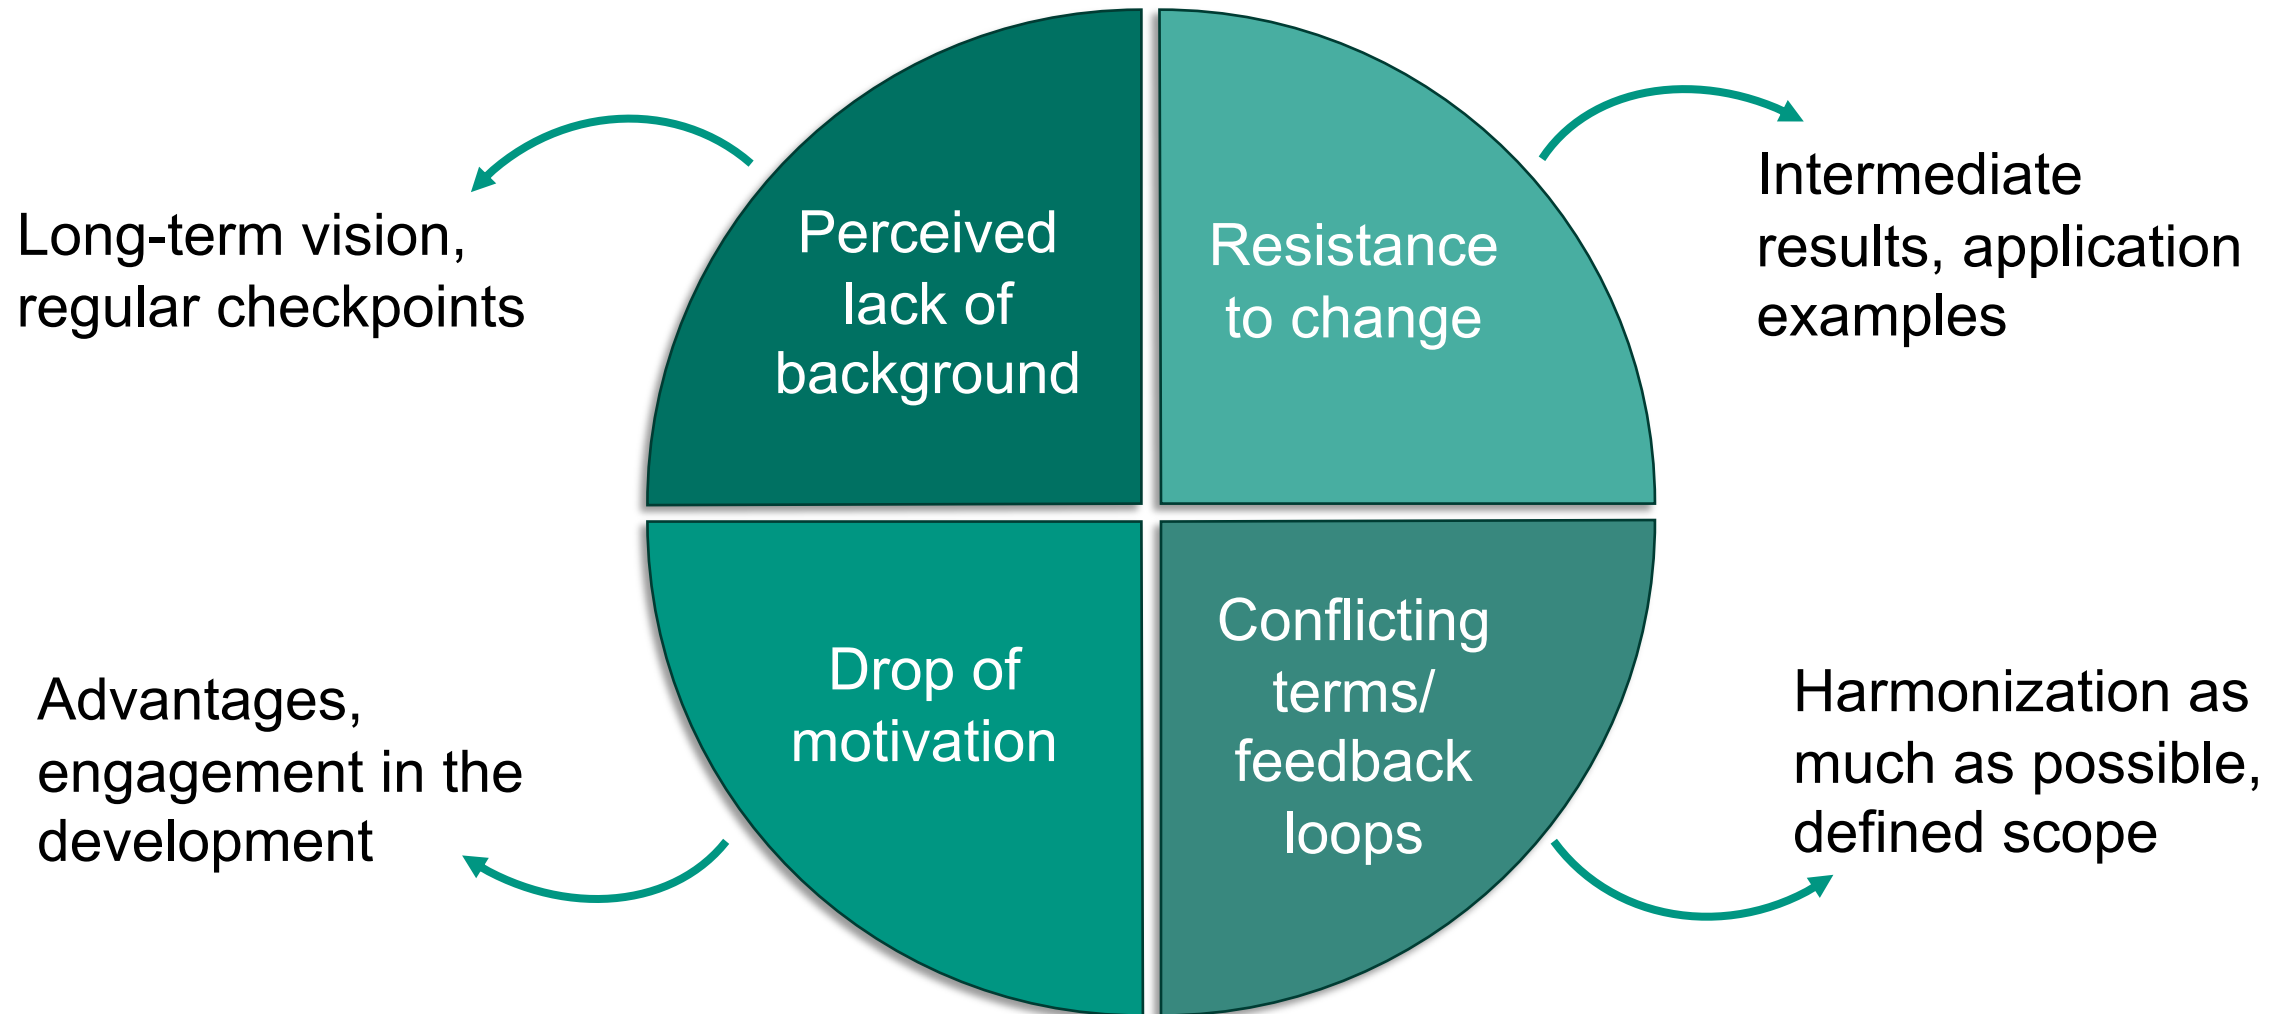 Long-term vision,
regular checkpoints
Perceived
lack of
background
Resistance
to change
Intermediate
results, application
examples
Advantages,
engagement in the
development
Drop of
motivation
Conflicting
terms/
feedback
loops
Harmonization as
much as possible,
defined scope